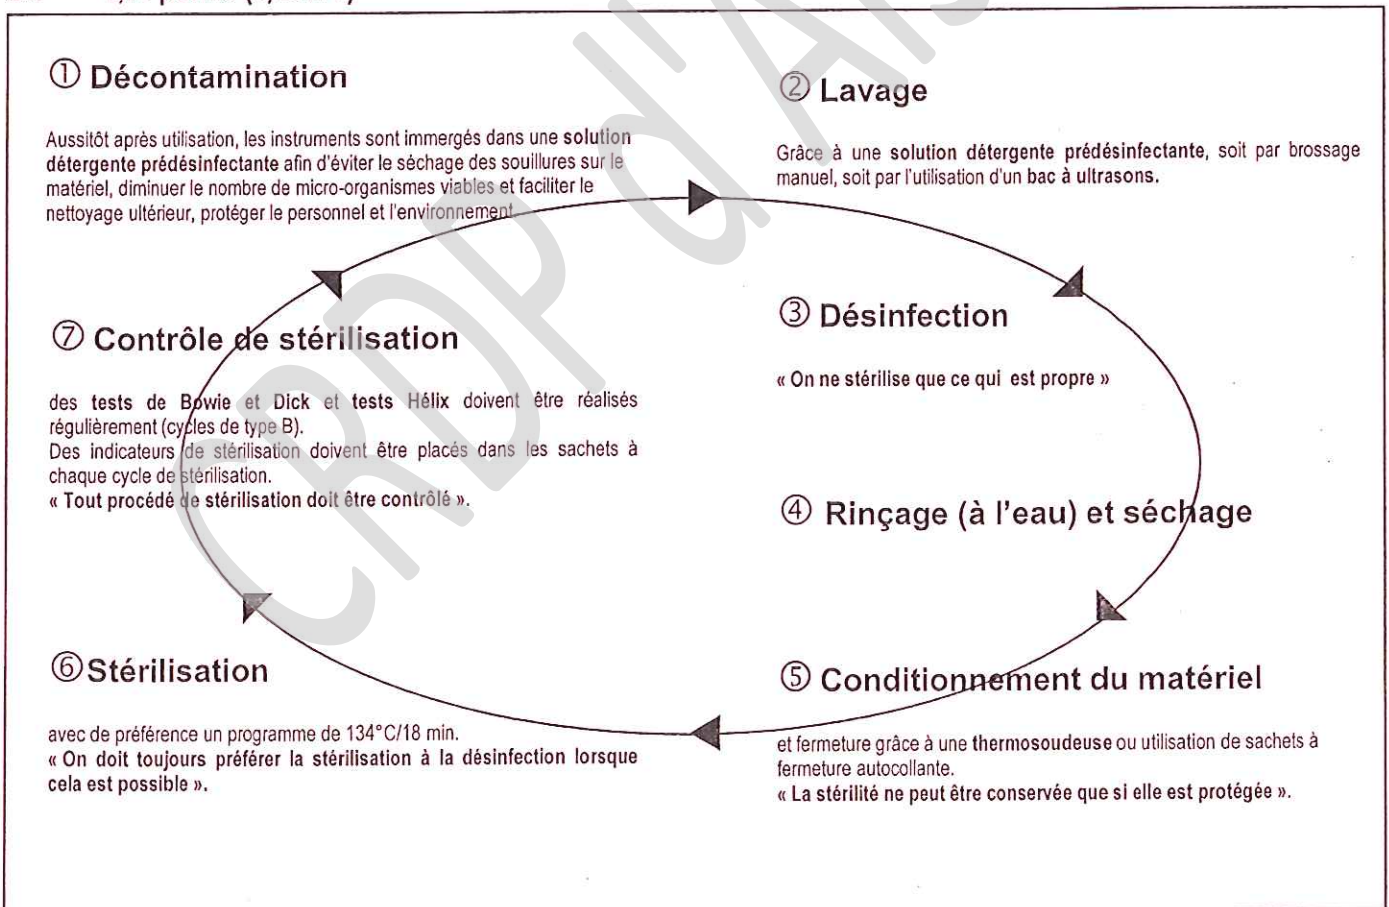 ① Décontamination
Aussitôt après utilisation, les instruments sont immergés dans une solution
détergente prédésinfectante afin d'éviter le séchage des souillures sur le
matériel, diminuer le nombre de micro-organismes viables et faciliter le
nettoyage ultérieur, protéger le personnel et l'environnement
② Lavage
Grâce à une solution détergente prédésinfectante, soit par brossage
manuel, soit par l'utilisation d'un bac à ultrasons.
③ Désinfection
« On ne stérilise que ce qui est propre »
④ Rinçage (à l'eau) et séchage
⑤ Conditionnement du matériel
et fermeture grâce à une thermosoudeuse ou utilisation de sachets à
fermeture autocollante.
« La stérilité ne peut être conservée que si elle est protégée ».
⑥Stérilisation
avec de préférence un programme de 134°C/18 min.
« On doit toujours préférer la stérilisation à la désinfection lorsque
cela est possible ».
⑦ Contrôle de stérilisation
des tests de Bowie et Dick et tests Hélix doivent être réalisés
régulièrement (cycles de type B).
Des indicateurs de stérilisation doivent être placés dans les sachets à
chaque cycle de stérilisation.
« Tout procédé de stérilisation doit être contrôlé ».
CRDP d'Als